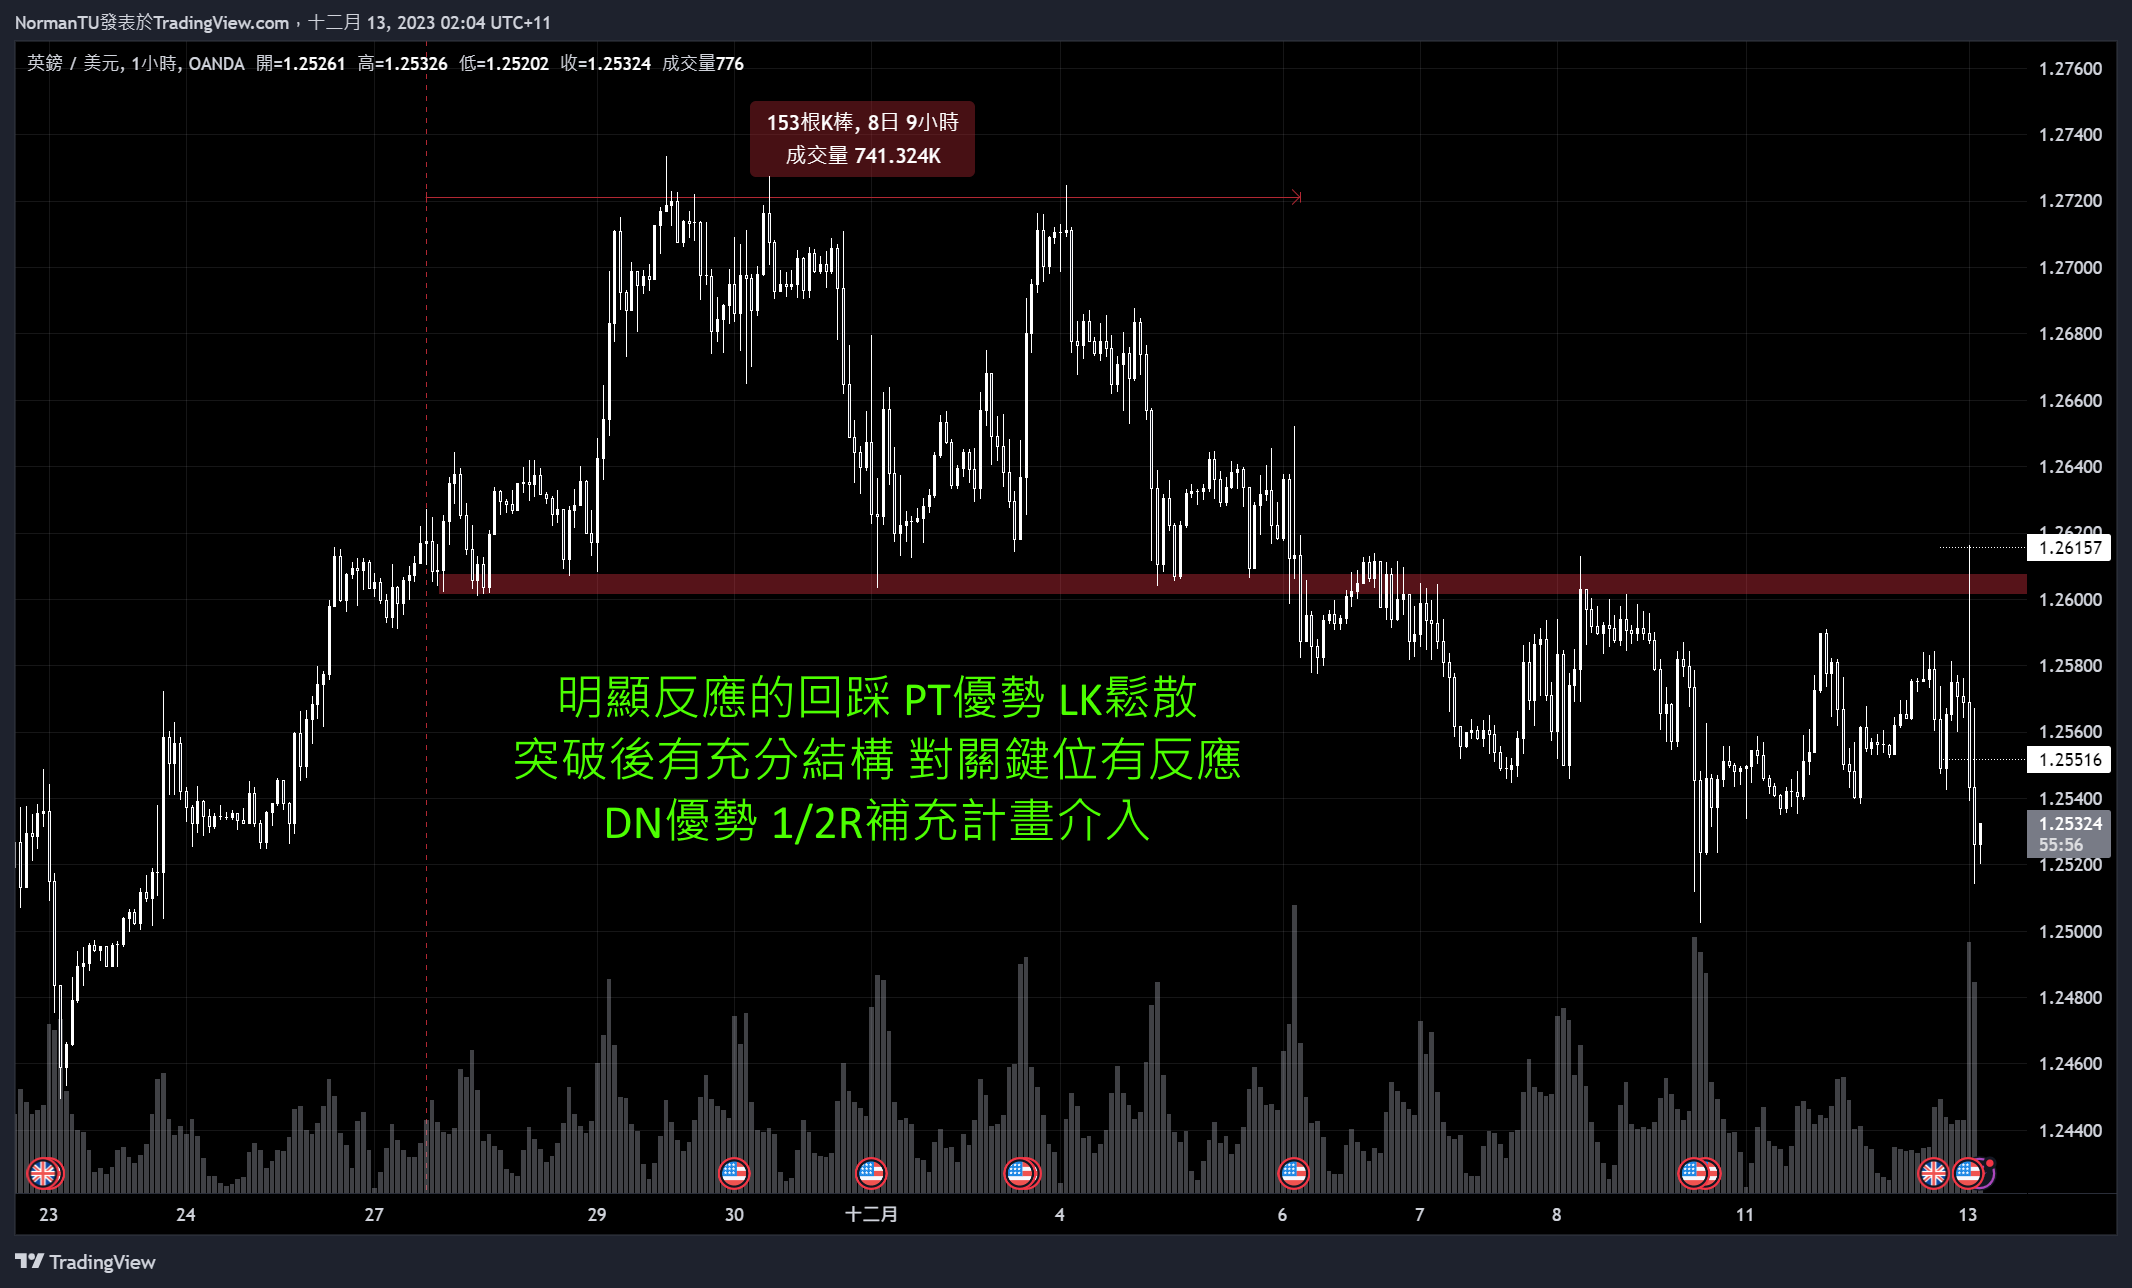 NormanTU發表於TradingView.com，十二月 13, 2023 02:04 UTC+11
英鎊 / 美元, 1小時, OANDA 開=1.25261 高=1.25326 低=1.25202 收=1.25324 成交量776
153根K棒, 8日 9小時
成交量 741.324K
明顯反應的回踩 PT優勢 LK鬆散
突破後有充分結構 對關鍵位有反應
DN優勢 1/2R補充計畫介入
1.27600
1.27400
1.27200
1.27000
1.26800
1.26600
1.26400
1.26200
1.26157
1.26000
1.25800
1.25600
1.25516
1.25400
1.25324
55:56
1.25200
1.25000
1.24800
1.24600
1.24400
23 24 27 29 30 十二月 4 6 7 8 11 13
TradingView